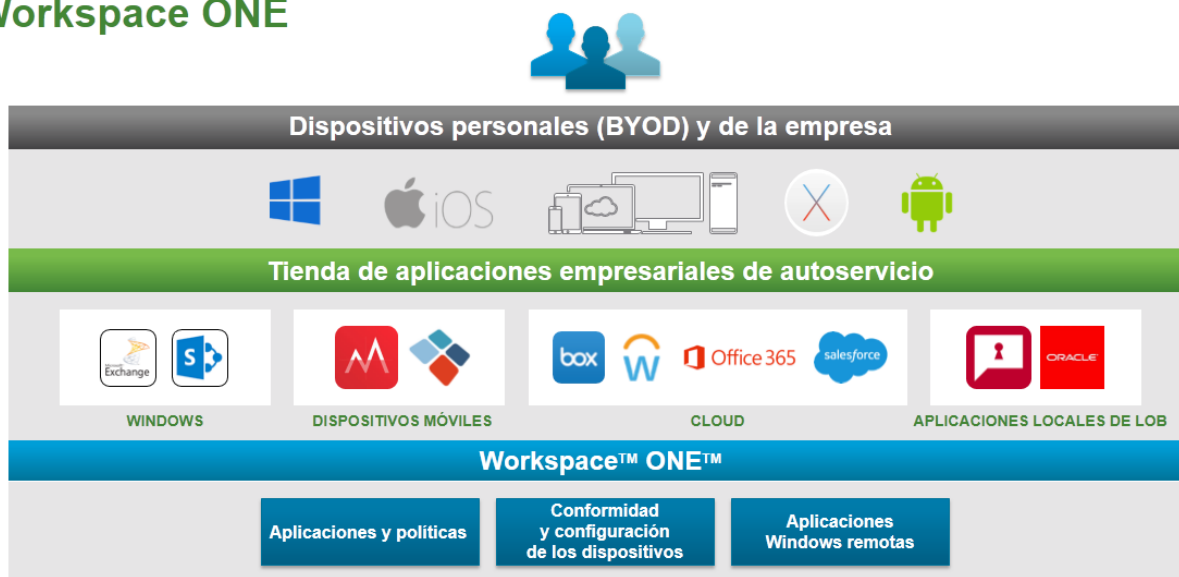 Workspace ONE
Dispositivos personales (BYOD) y de la empresa
iOS
Tienda de aplicaciones empresariales de autoservicio
Exchange
S
box
W
Office 365
salesforce
ORACLE
WINDOWS
DISPOSITIVOS MÓVILES
CLOUD
APLICACIONES LOCALES DE LOB
Workspace™ ONE™
Aplicaciones y políticas
Conformidad
y configuración
de los dispositivos
Aplicaciones
Windows remotas